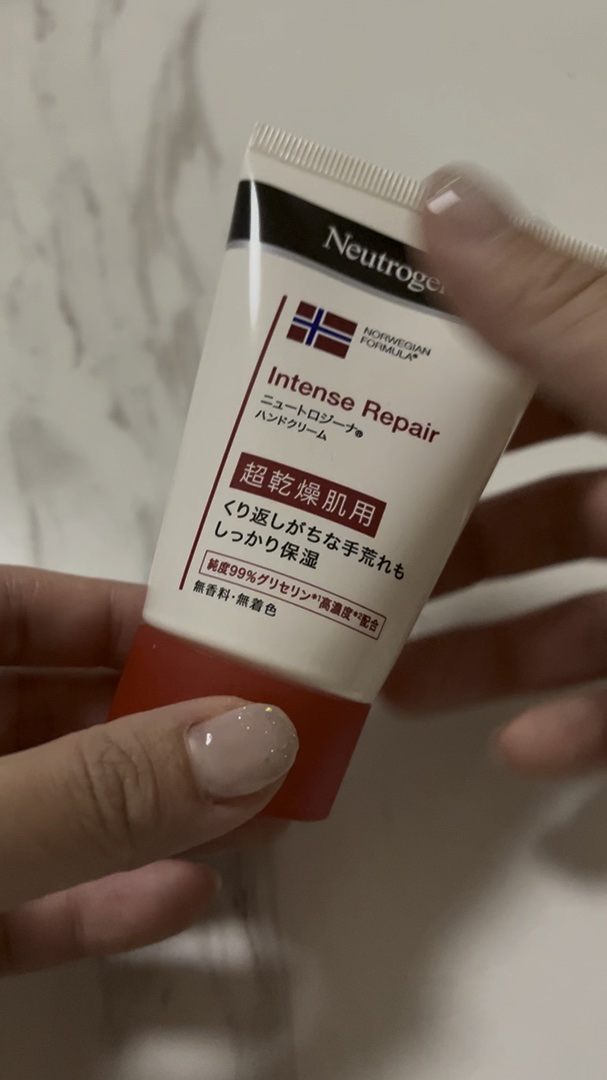 Neutroge
NORWEGIAN
FORMULA®
Intense Repair
ニュートロジーナ®
ハンドクリーム
超乾燥肌用
くり返しがちな手荒れも
しっかり保湿
純度99%グリセリン*1高濃度*2配合
無香料・無着色